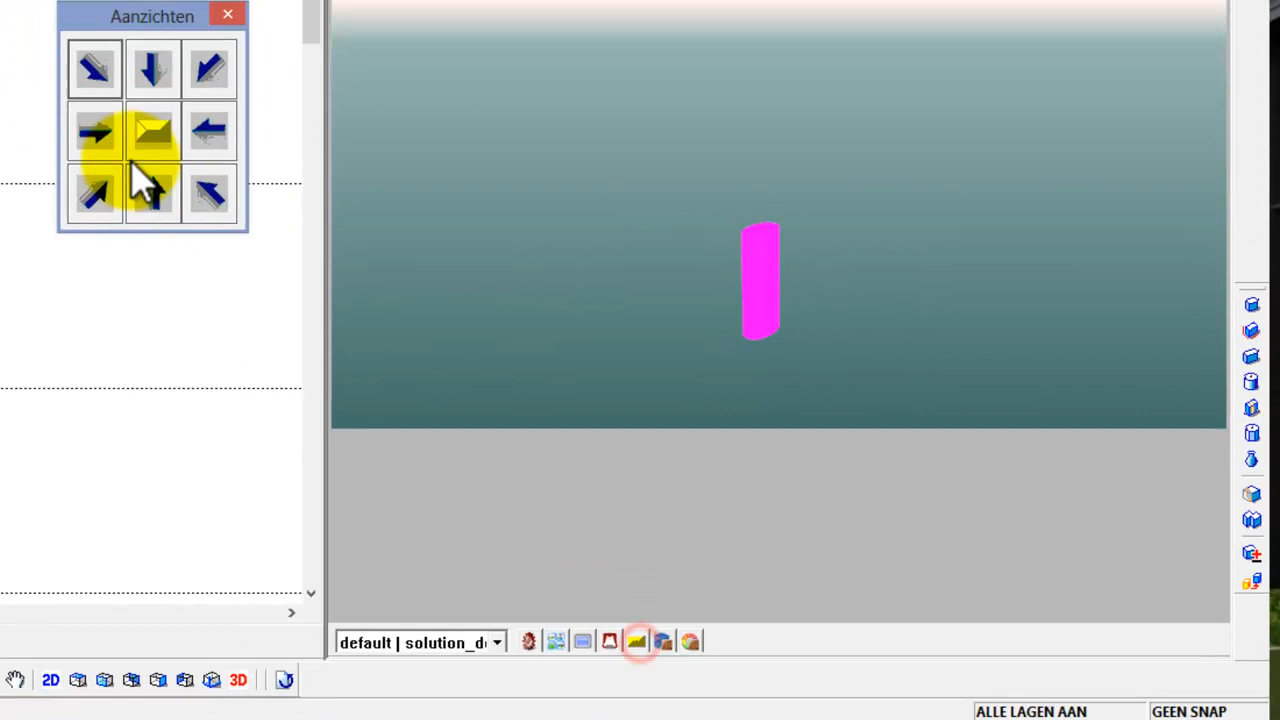 Aanzichten
default | solution_d
2D
3D
ALLE LAGEN AAN
GEEN SNAP